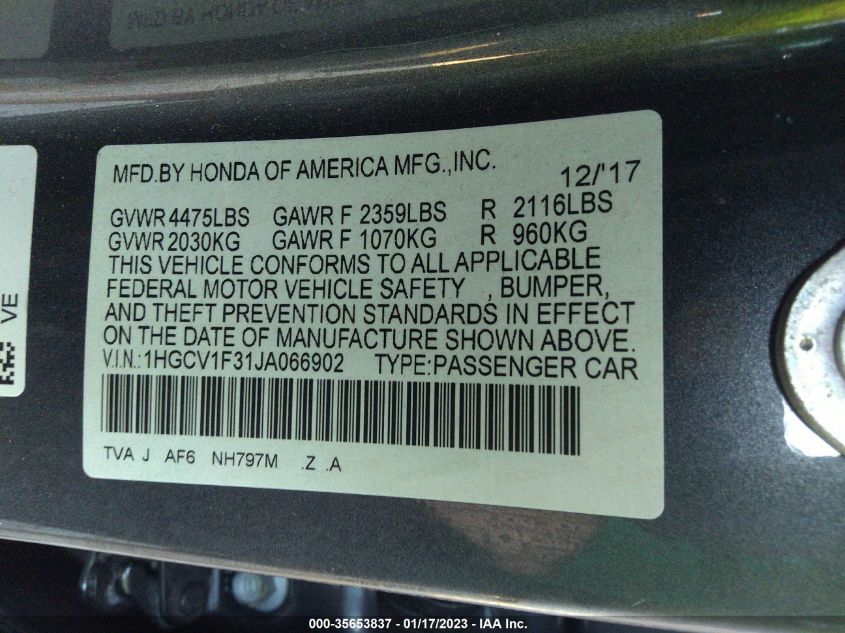 MFD.BY HONDA OF AMERICA MFG.,INC. 12/'17
GVWR 4475LBS GAWR F 2359LBS R 2116LBS
GVWR 2030KG GAWR F 1070KG R 960KG
THIS VEHICLE CONFORMS TO ALL APPLICABLE
FEDERAL MOTOR VEHICLE SAFETY , BUMPER,
AND THEFT PREVENTION STANDARDS IN EFFECT
ON THE DATE OF MANUFACTURE SHOWN ABOVE.
V.I.N.:1HGCV1F31JA066902 TYPE:PASSENGER CAR
TVA J AF6 NH797M .Z .A
VE
000-35653837 - 01/17/2023 - IAA Inc.